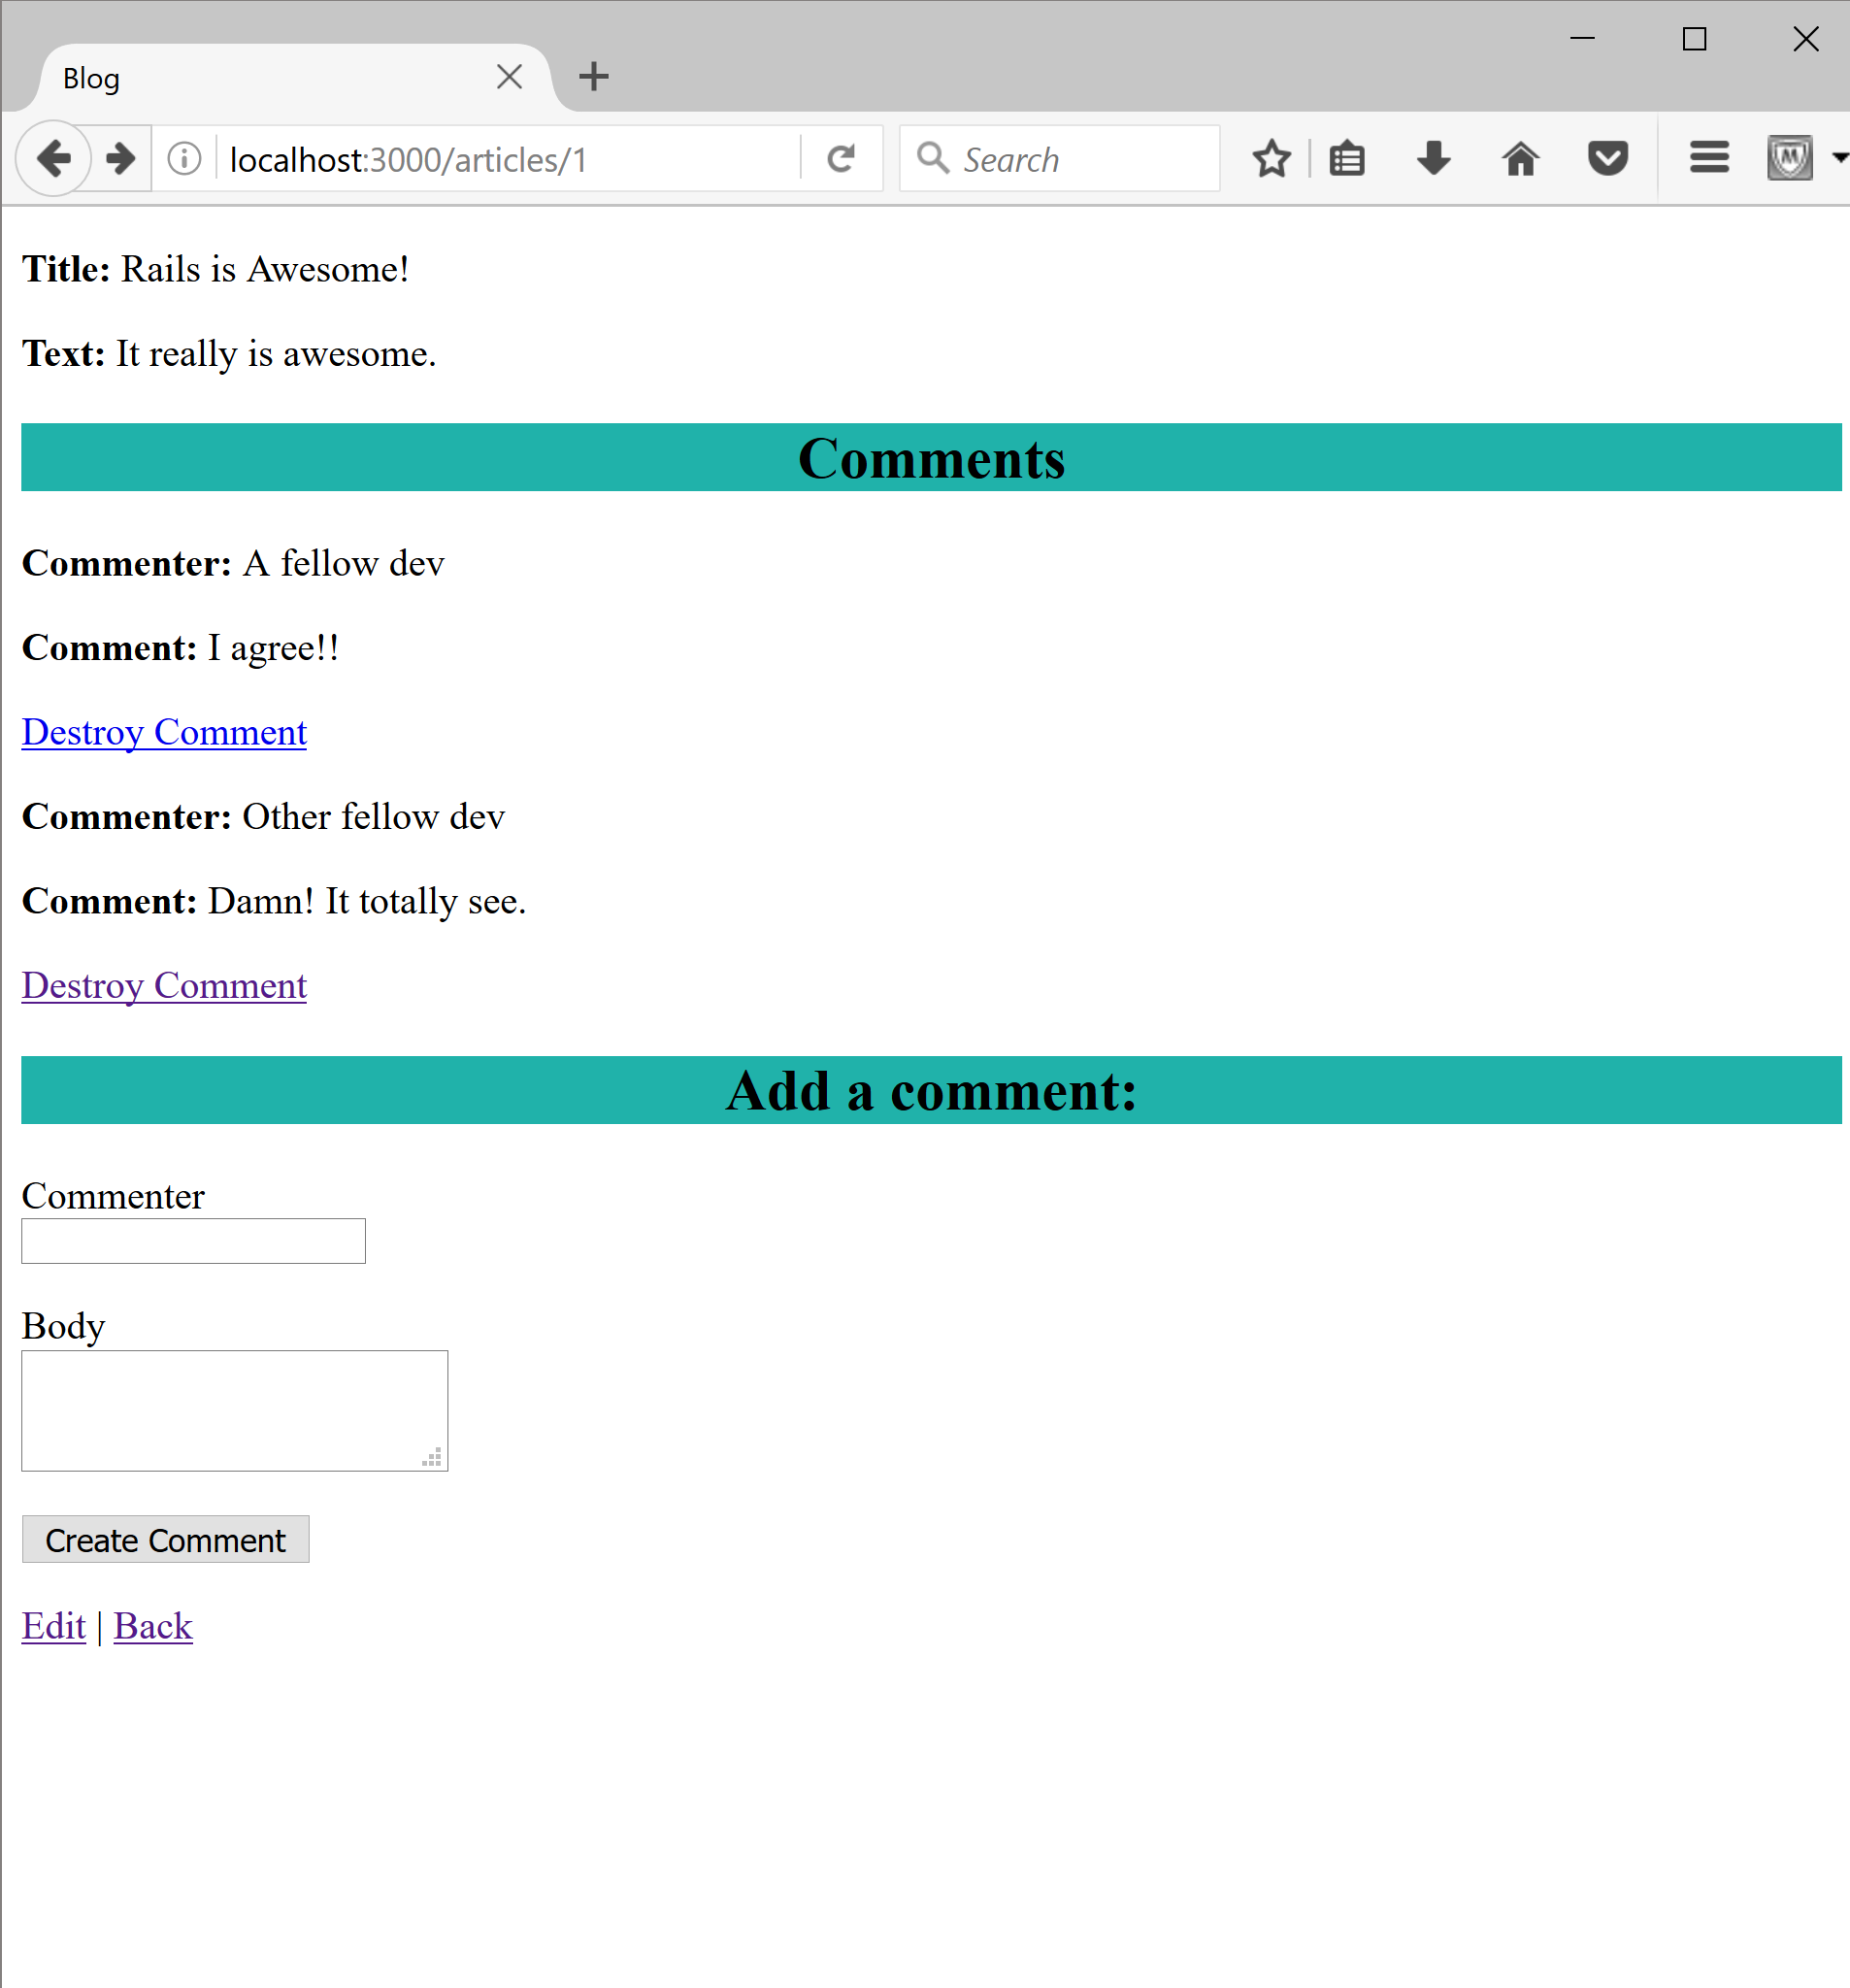 Blog
localhost:3000/articles/1
Search
Title: Rails is Awesome!
Text: It really is awesome.
Comments
Commenter: A fellow dev
Comment: I agree!!
Destroy Comment
Commenter: Other fellow dev
Comment: Damn! It totally see.
Destroy Comment
Add a comment:
Commenter
Body
Create Comment
Edit | Back